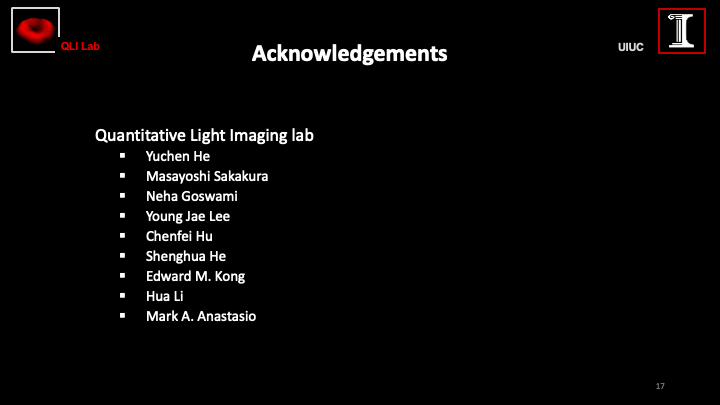 QLI Lab
Acknowledgements
UIUC
I
Quantitative Light Imaging lab
▪ Yuchen He
▪ Masayoshi Sakakura
▪ Neha Goswami
▪ Young Jae Lee
▪ Chenfei Hu
▪ Shenghua He
▪ Edward M. Kong
▪ Hua Li
▪ Mark A. Anastasio
17